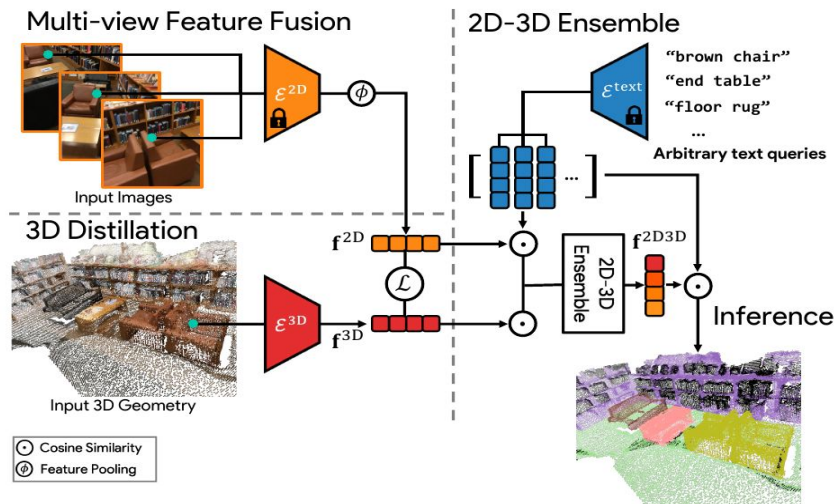 Multi-view Feature Fusion
ℰ²ᴰ
ϕ
Input Images
3D Distillation
f²ᴰ
ℒ
ℰ³ᴰ
f³ᴰ
Input 3D Geometry
⊙ Cosine Similarity
ϕ Feature Pooling
2D-3D Ensemble
ℰᵗᵉˣᵗ
“brown chair”
“end table”
“floor rug”
...
Arbitrary text queries
[ ... ]
2D-3D
Ensemble
f²ᴰ³ᴰ
Inference